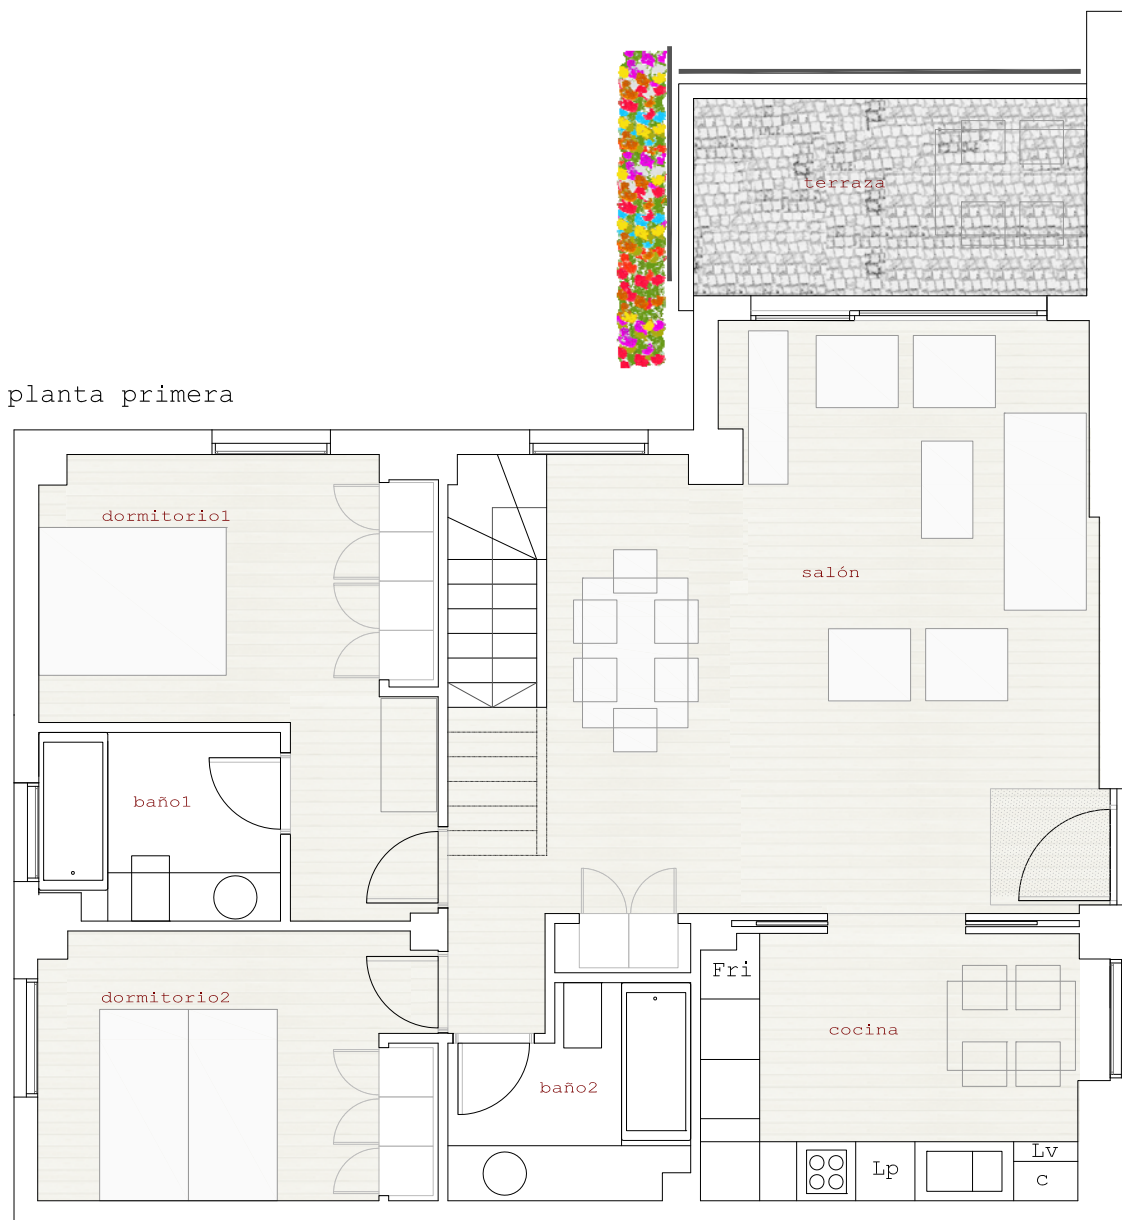 terraza
planta primera
dormitorio1
salón
baño1
Fri
dormitorio2
cocina
baño2
Lv
Lp
c